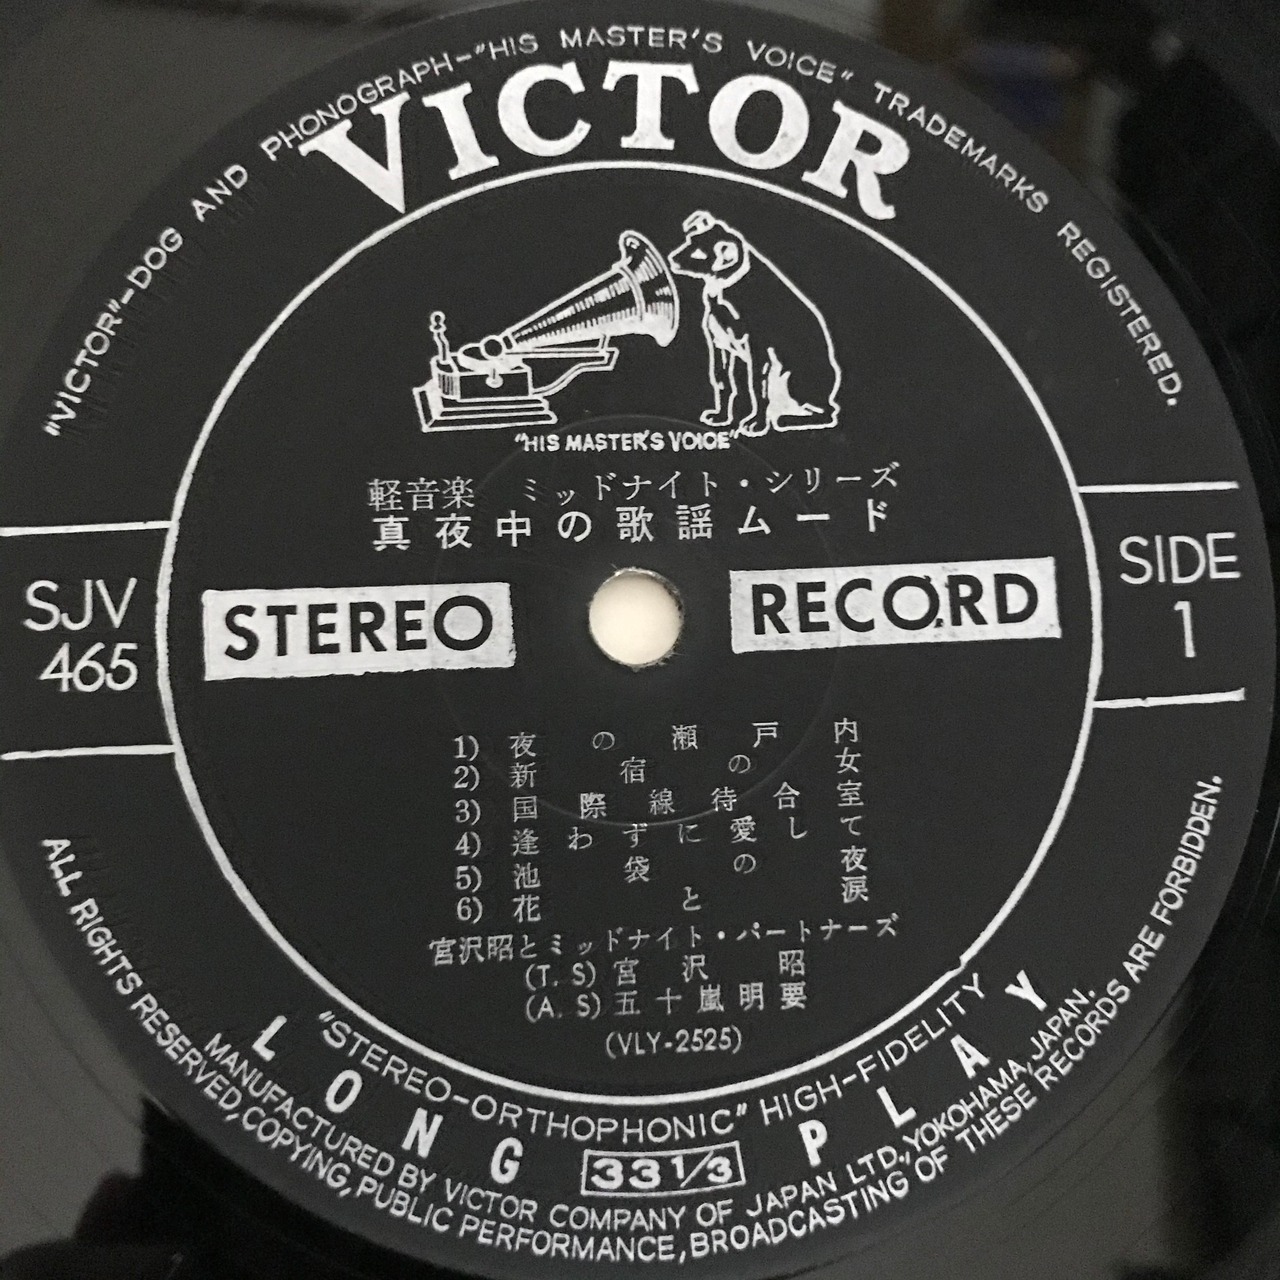 "VICTOR"-DOG AND PHONOGRAPH-"HIS MASTER'S VOICE" TRADEMARKS REGISTERED.
VICTOR
"HIS MASTER'S VOICE"
軽音楽 ミッドナイト・シリーズ
真夜中の歌謡ムード
SJV
465
STEREO RECORD
SIDE
1
1) 夜の瀬戸内
2) 新宿の女
3) 国際線待合室
4) 逢わずに愛して
5) 池袋の夜
6) 花と涙
宮沢昭とミッドナイト・パートナーズ
(T. S) 宮沢昭
(A. S) 五十嵐明要
(VLY-2525)
"STEREO-ORTHOPHONIC" HIGH-FIDELITY
LONG 33 1/3 PLAY
MANUFACTURED BY VICTOR COMPANY OF JAPAN LTD., YOKOHAMA, JAPAN.
ALL RIGHTS RESERVED, COPYING, PUBLIC PERFORMANCE, BROADCASTING OF THESE RECORDS ARE FORBIDDEN.